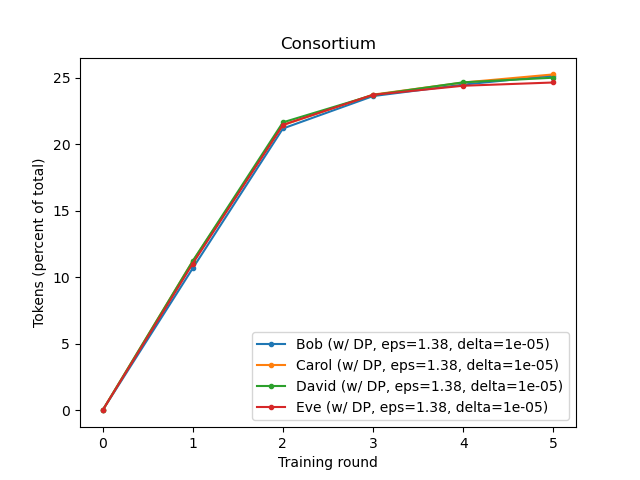 Consortium
Tokens (percent of total)
25
20
15
10
5
0
Bob (w/ DP, eps=1.38, delta=1e-05)
Carol (w/ DP, eps=1.38, delta=1e-05)
David (w/ DP, eps=1.38, delta=1e-05)
Eve (w/ DP, eps=1.38, delta=1e-05)
0 1 2 3 4 5
Training round